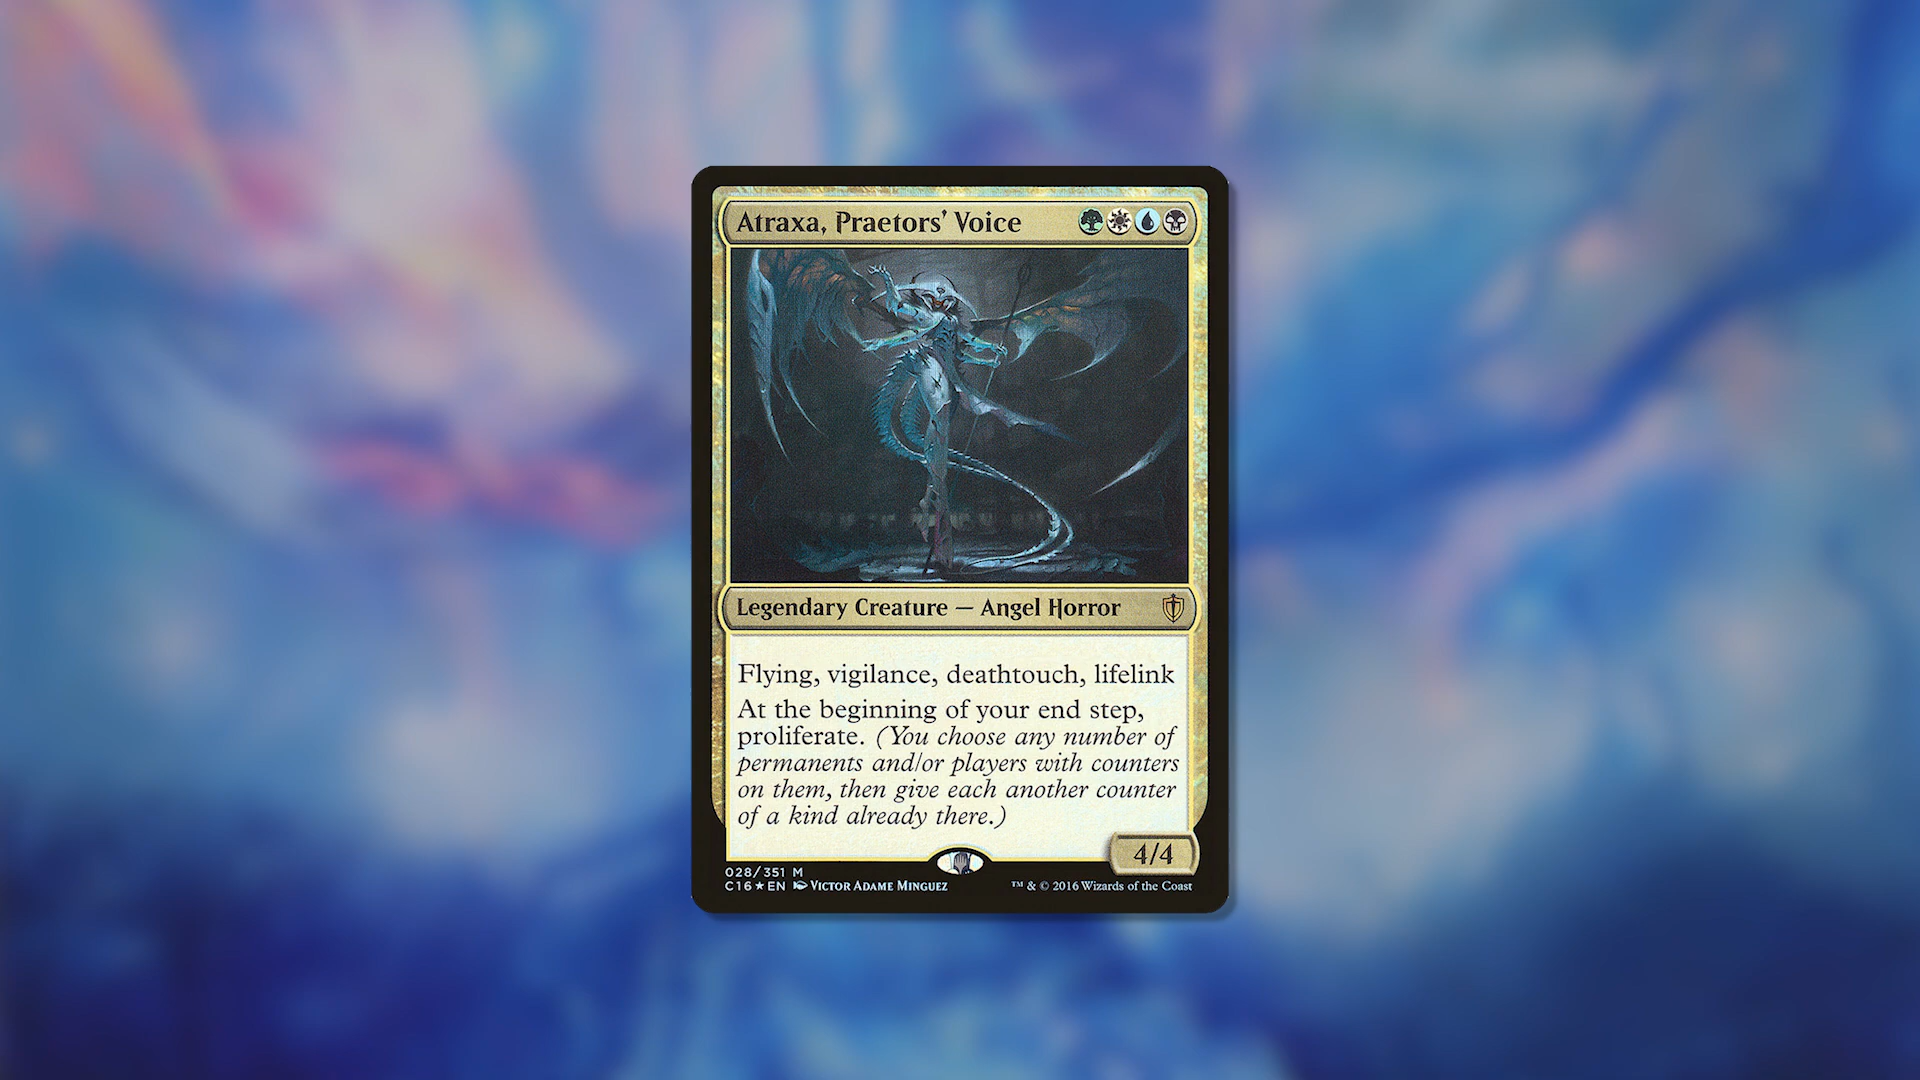 Atraxa, Praetors' Voice
Legendary Creature — Angel Horror
Flying, vigilance, deathtouch, lifelink
At the beginning of your end step,
proliferate. (You choose any number of
permanents and/or players with counters
on them, then give each another counter
of a kind already there.)
4/4
028/351 M
C16★EN Victor Adame Minguez
™ & © 2016 Wizards of the Coast